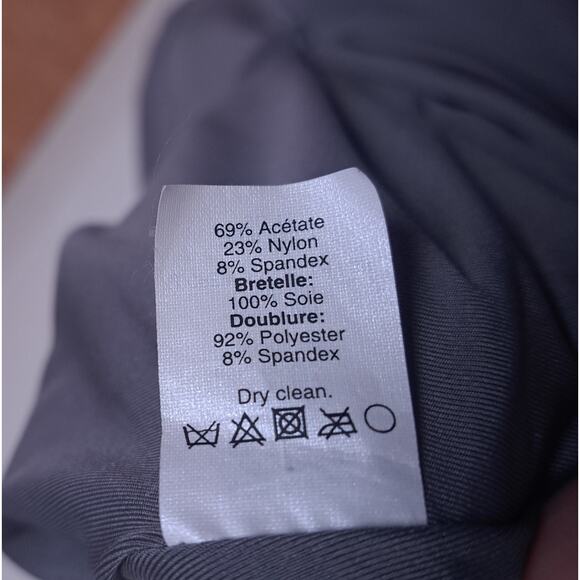 69% Acétate
23% Nylon
8% Spandex
Bretelle:
100% Soie
Doublure:
92% Polyester
8% Spandex
Dry clean.